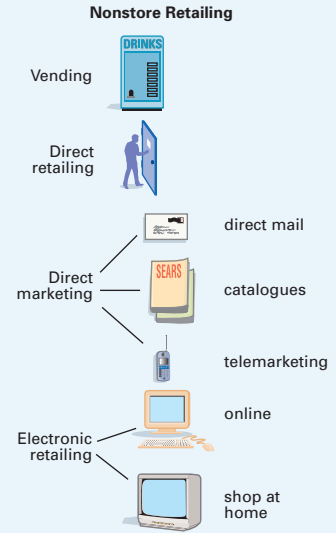 Nonstore Retailing
DRINKS
Vending
Direct
retailing
direct mail
Direct
marketing
SEARS
catalogues
telemarketing
online
Electronic
retailing
shop at
home